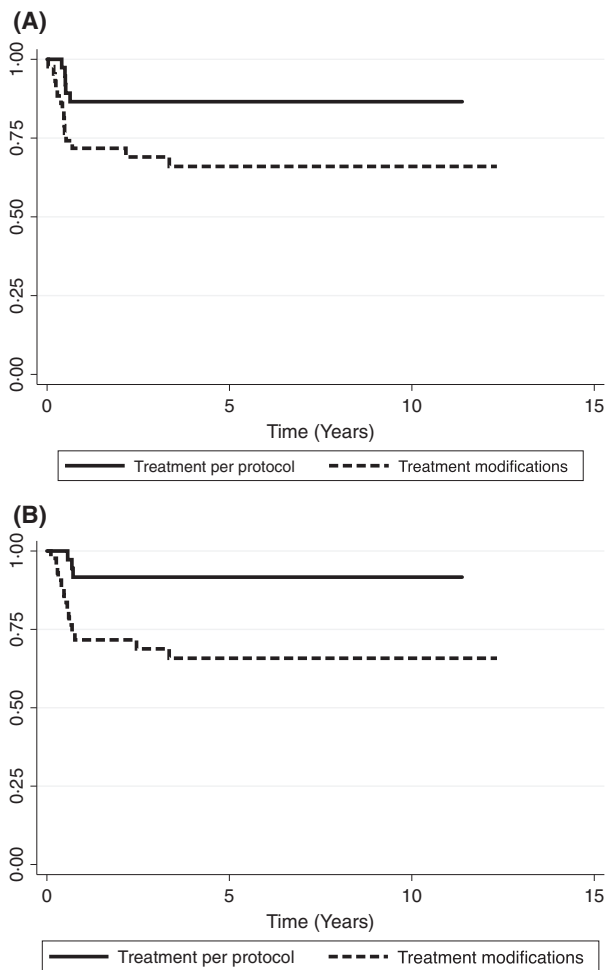 (A)
1·00
0·75
0·50
0·25
0·00
0 5 10 15
Time (Years)
Treatment per protocol Treatment modifications
(B)
1·00
0·75
0·50
0·25
0·00
0 5 10 15
Time (Years)
Treatment per protocol Treatment modifications